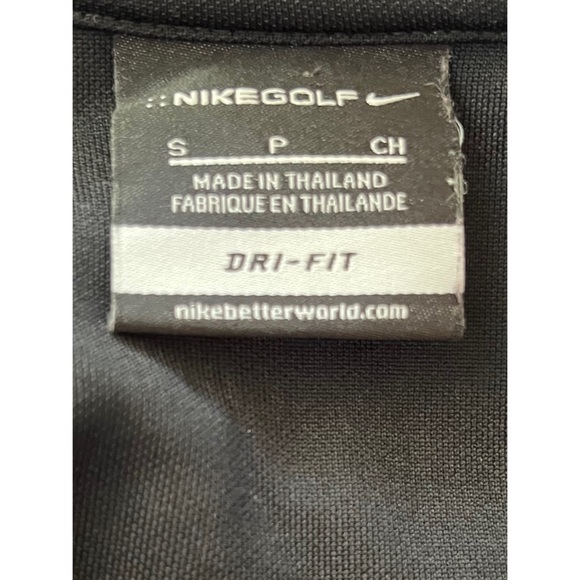 NIKEGOLF
S P CH
MADE IN THAILAND
FABRIQUE EN THAILANDE
DRI-FIT
nikebetterworld.com